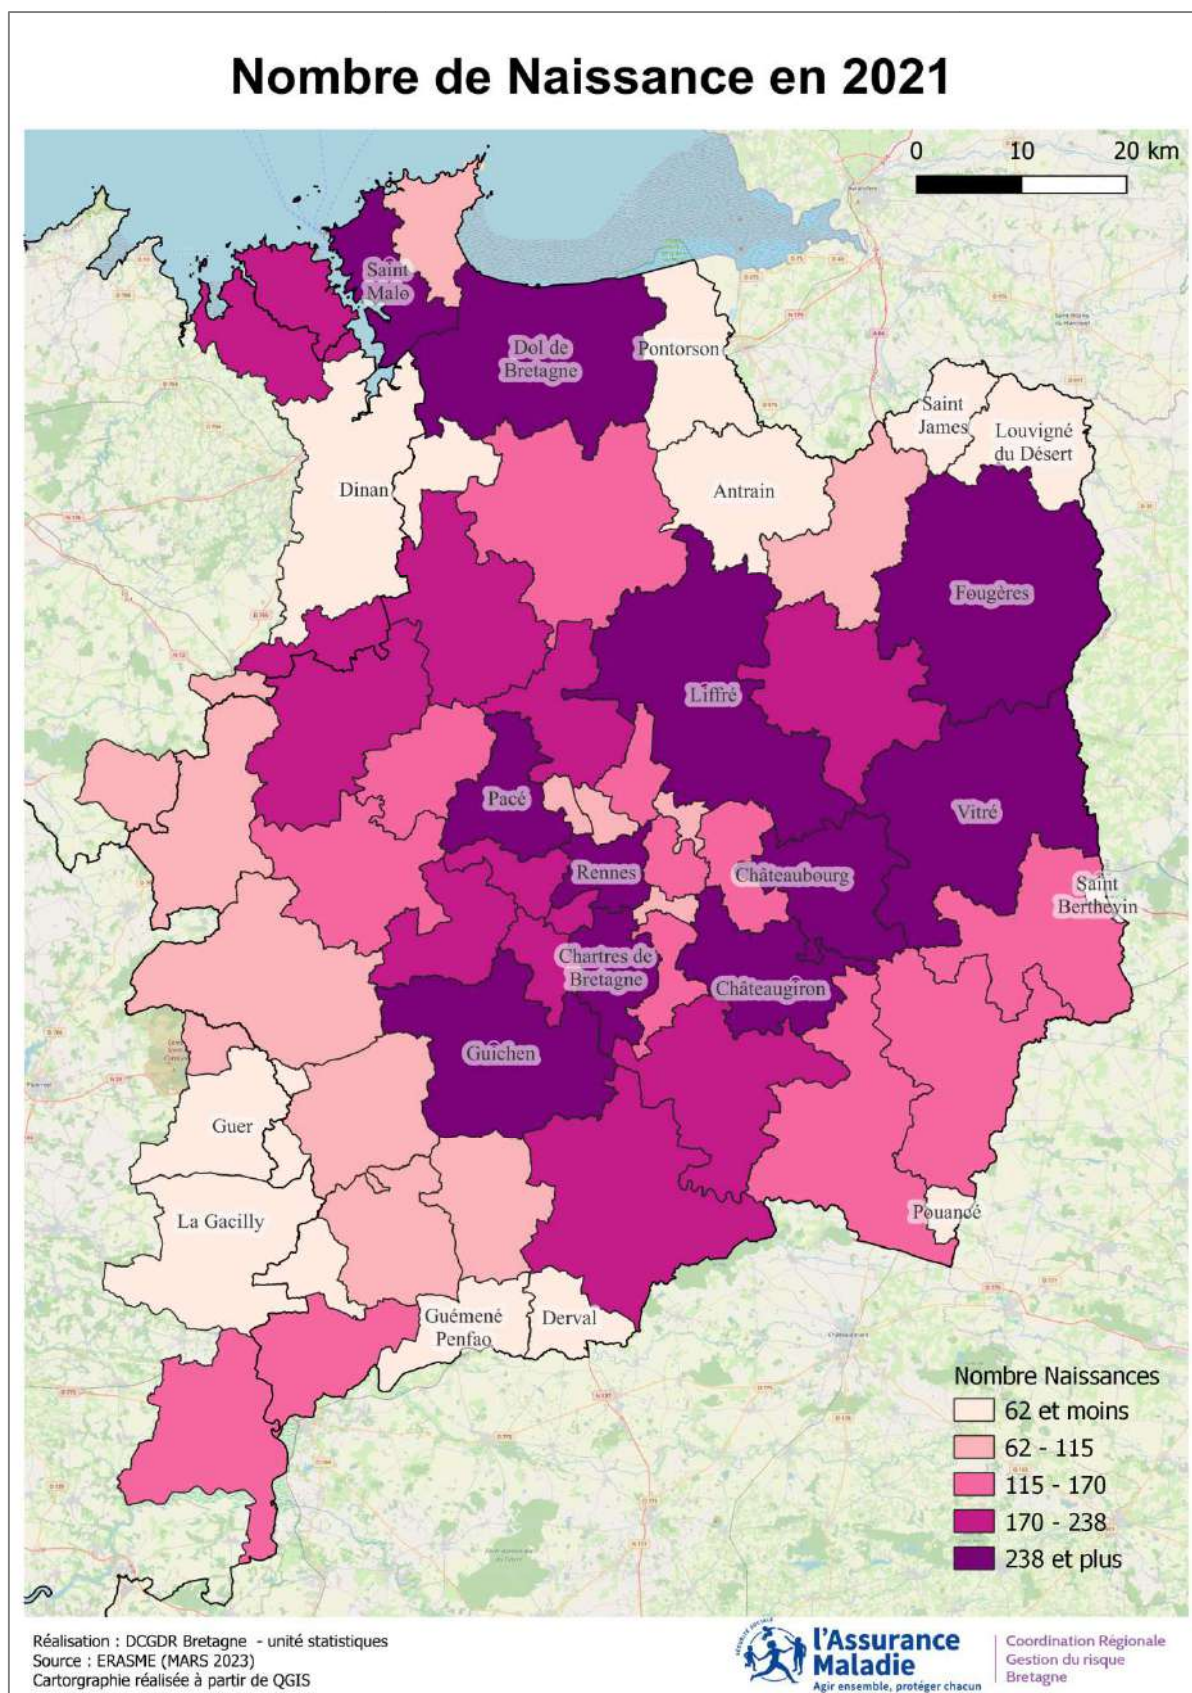 Nombre de Naissance en 2021
0 10 20 km
Saint
Malo
Dol de
Bretagne
Pontorson
Saint
James
Louvigné
du Désert
Dinan
Antrain
Fougères
Liffré
Pacé
Vitré
Rennes
Châteaubourg
Saint
Berthevin
Chartres de
Bretagne
Châteaugiron
Guichen
Guer
La Gacilly
Pouancé
Guémené
Penfao
Derval
Nombre Naissances
62 et moins
62 - 115
115 - 170
170 - 238
238 et plus
Réalisation : DCGDR Bretagne - unité statistiques
Source : ERASME (MARS 2023)
Cartorgraphie réalisée à partir de QGIS
l'Assurance
Maladie
Agir ensemble, protéger chacun
Coordination Régionale
Gestion du risque
Bretagne